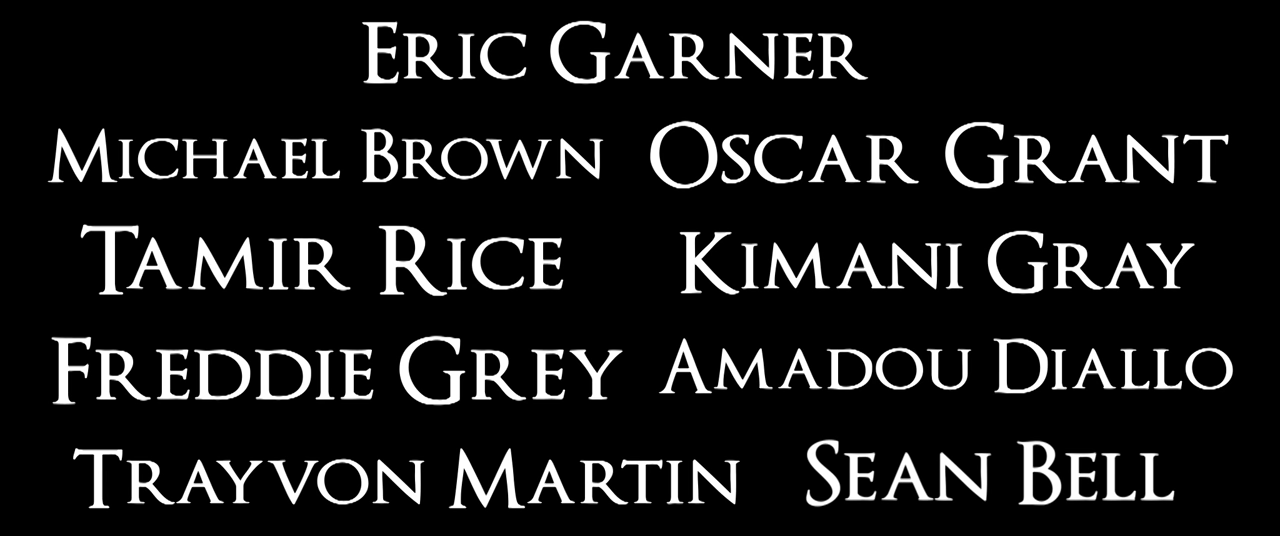 Eric Garner
Michael Brown Oscar Grant
Tamir Rice Kimani Gray
Freddie Grey Amadou Diallo
Trayvon Martin Sean Bell